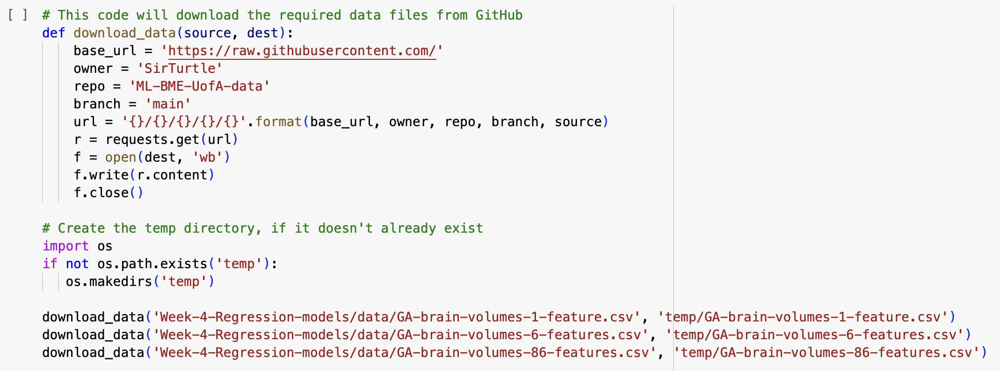 [ ] # This code will download the required data files from GitHub
def download_data(source, dest):
    base_url = 'https://raw.githubusercontent.com/'
    owner = 'SirTurtle'
    repo = 'ML-BME-UofA-data'
    branch = 'main'
    url = '{}/{}/{}/{}/{}'.format(base_url, owner, repo, branch, source)
    r = requests.get(url)
    f = open(dest, 'wb')
    f.write(r.content)
    f.close()

# Create the temp directory, if it doesn't already exist
import os
if not os.path.exists('temp'):
   os.makedirs('temp')

download_data('Week-4-Regression-models/data/GA-brain-volumes-1-feature.csv', 'temp/GA-brain-volumes-1-feature.csv')
download_data('Week-4-Regression-models/data/GA-brain-volumes-6-features.csv', 'temp/GA-brain-volumes-6-features.csv')
download_data('Week-4-Regression-models/data/GA-brain-volumes-86-features.csv', 'temp/GA-brain-volumes-86-features.csv')